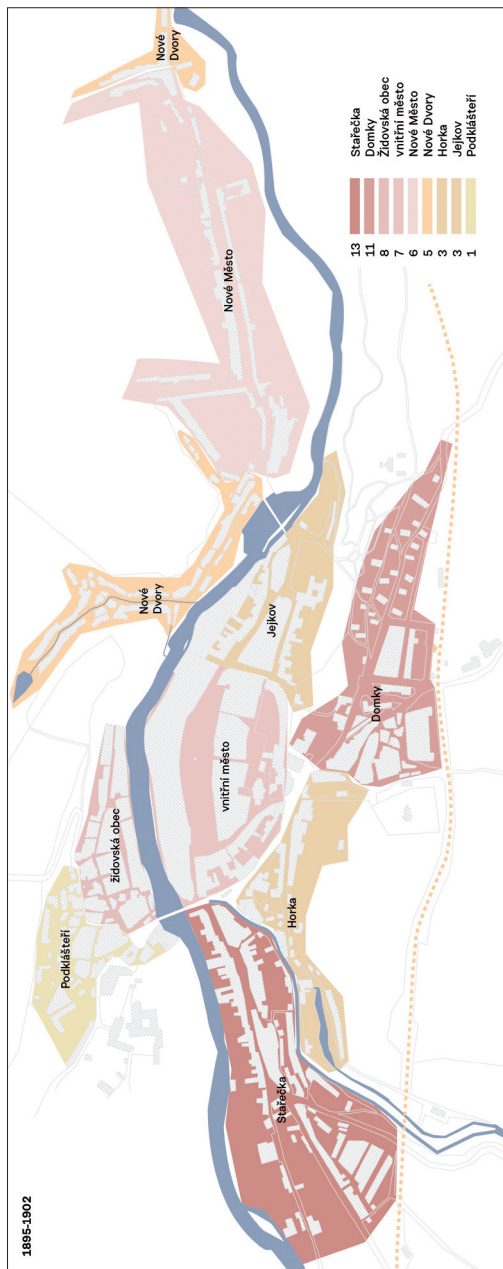 1895-1902
Nové
Dvory
Nové Město
Nové
Dvory
židovská obec
Podklášteří
Jejkov
vnitřní město
Domky
Horka
Stařečka
13 Stařečka
11 Domky
8 Židovská obec
7 vnitřní město
6 Nové Město
5 Nové Dvory
3 Horka
3 Jejkov
1 Podklášteří